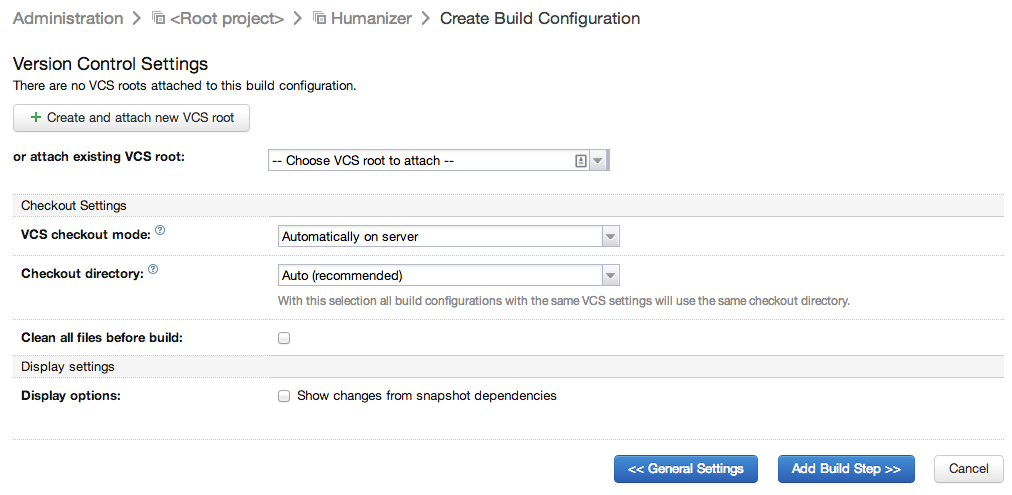 Administration > <Root project> > Humanizer > Create Build Configuration
Version Control Settings
There are no VCS roots attached to this build configuration.
+ Create and attach new VCS root
or attach existing VCS root: -- Choose VCS root to attach --
Checkout Settings
VCS checkout mode: ? Automatically on server
Checkout directory: ? Auto (recommended)
With this selection all build configurations with the same VCS settings will use the same checkout directory.
Clean all files before build:
Display settings
Display options: Show changes from snapshot dependencies
<< General Settings Add Build Step >> Cancel